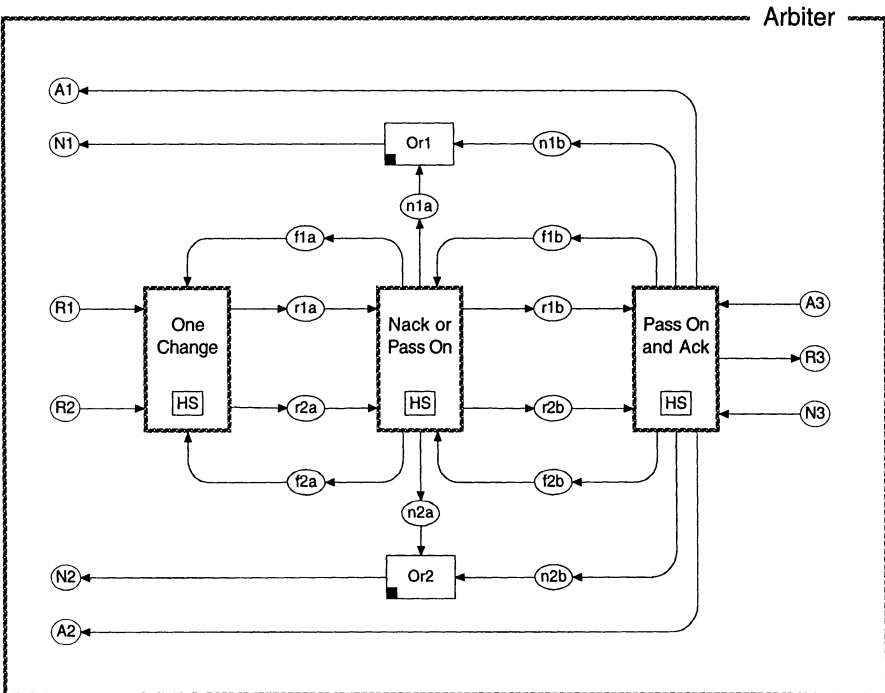 Arbiter
A1
N1
Or1
n1b
n1a
f1a
f1b
R1
r1a
r1b
A3
One
Change
Nack or
Pass On
Pass On
and Ack
R3
R2
HS
r2a
HS
r2b
HS
N3
f2a
f2b
n2a
N2
Or2
n2b
A2